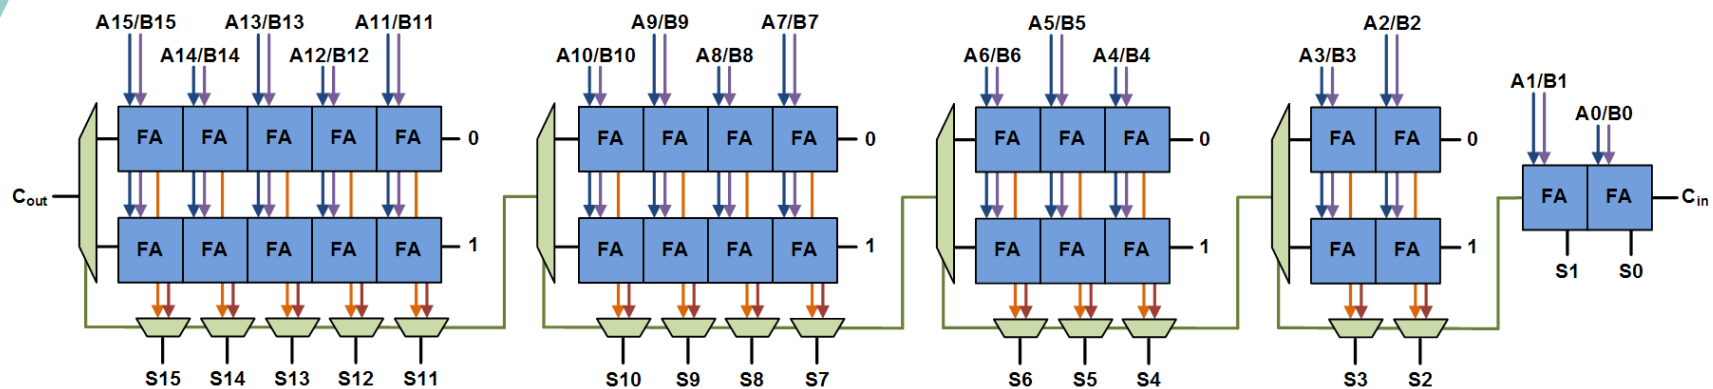 A15/B15 A13/B13 A11/B11 A9/B9 A7/B7 A5/B5 A2/B2
A14/B14 A12/B12 A10/B10 A8/B8 A6/B6 A4/B4 A3/B3
A1/B1
A0/B0
FA FA FA FA FA 0 FA FA FA FA 0 FA FA FA 0 FA FA 0
Cout FA FA Cin
FA FA FA FA FA 1 FA FA FA FA 1 FA FA FA 1 FA FA 1
S1 S0
S15 S14 S13 S12 S11 S10 S9 S8 S7 S6 S5 S4 S3 S2